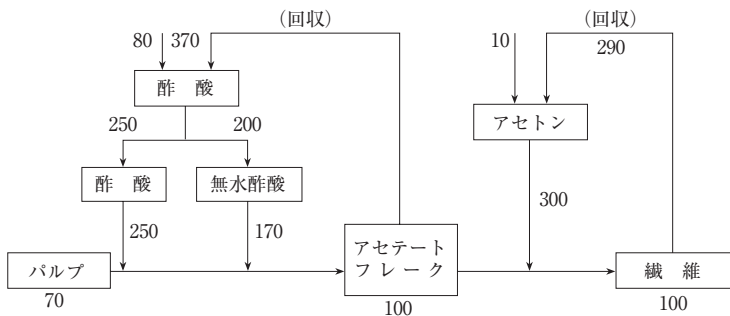 (回収)
(回収)
80
370
10
290
酢 酸
アセトン
250
200
酢 酸
無水酢酸
300
250
170
パルプ
アセテート
フレーク
繊 維
70
100
100